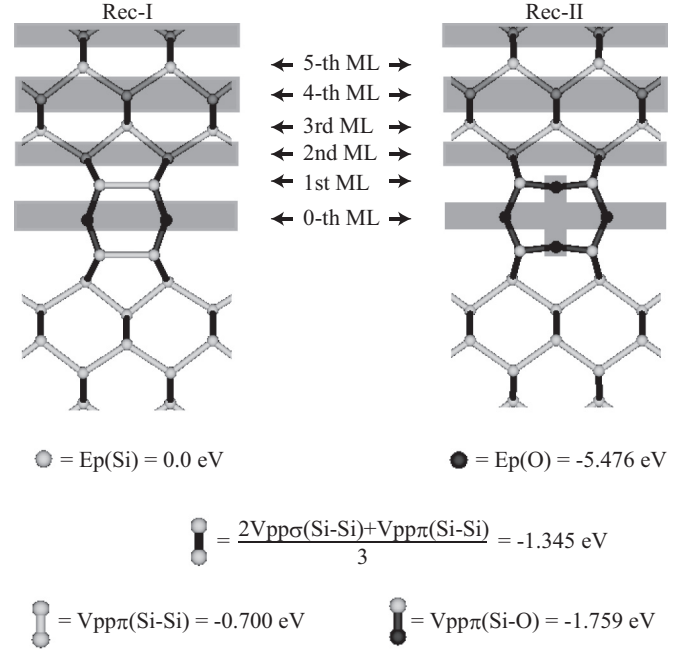 Rec-I
Rec-II
5-th ML
4-th ML
3rd ML
2nd ML
1st ML
0-th ML
= Ep(Si) = 0.0 eV
= Ep(O) = -5.476 eV
= 2Vppσ(Si-Si)+Vppπ(Si-Si) / 3 = -1.345 eV
= Vppπ(Si-Si) = -0.700 eV
= Vppπ(Si-O) = -1.759 eV